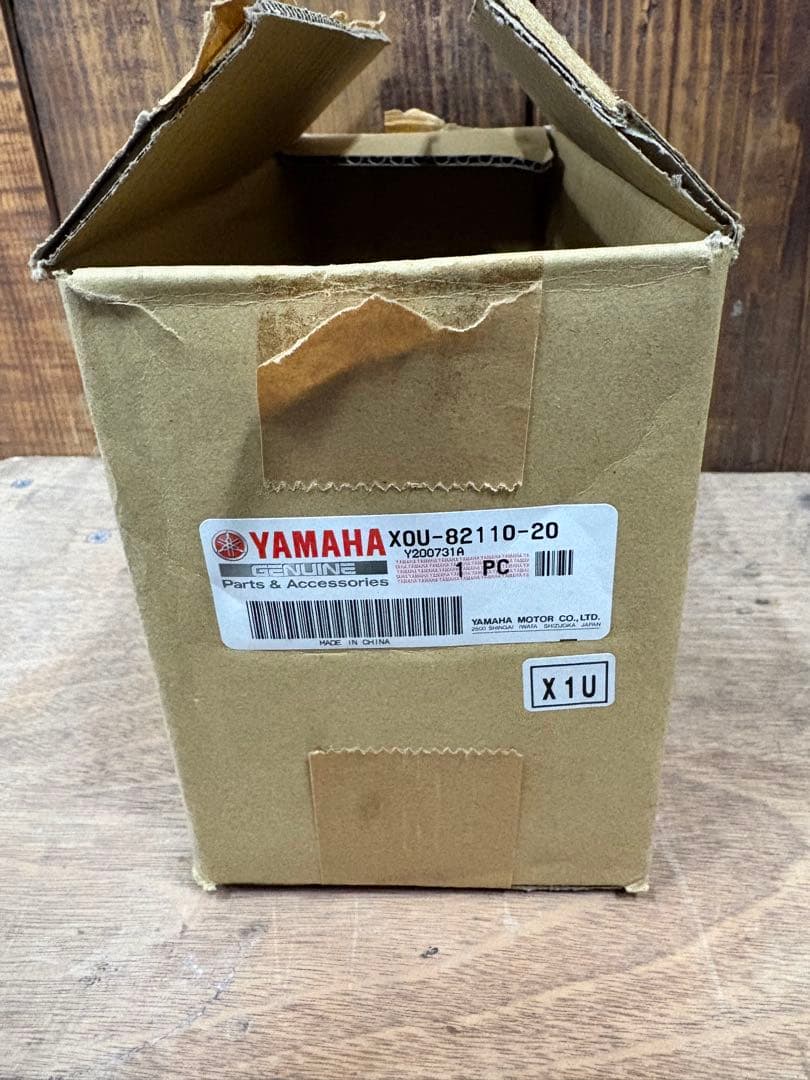 YAMAHA X0U-82110-20
Y200731A
GENUINE
1 PC
Parts & Accessories
YAMAHA MOTOR CO.,LTD.
2500 SHINGAI IWATA SHIZUOKA JAPAN
MADE IN CHINA
X1U